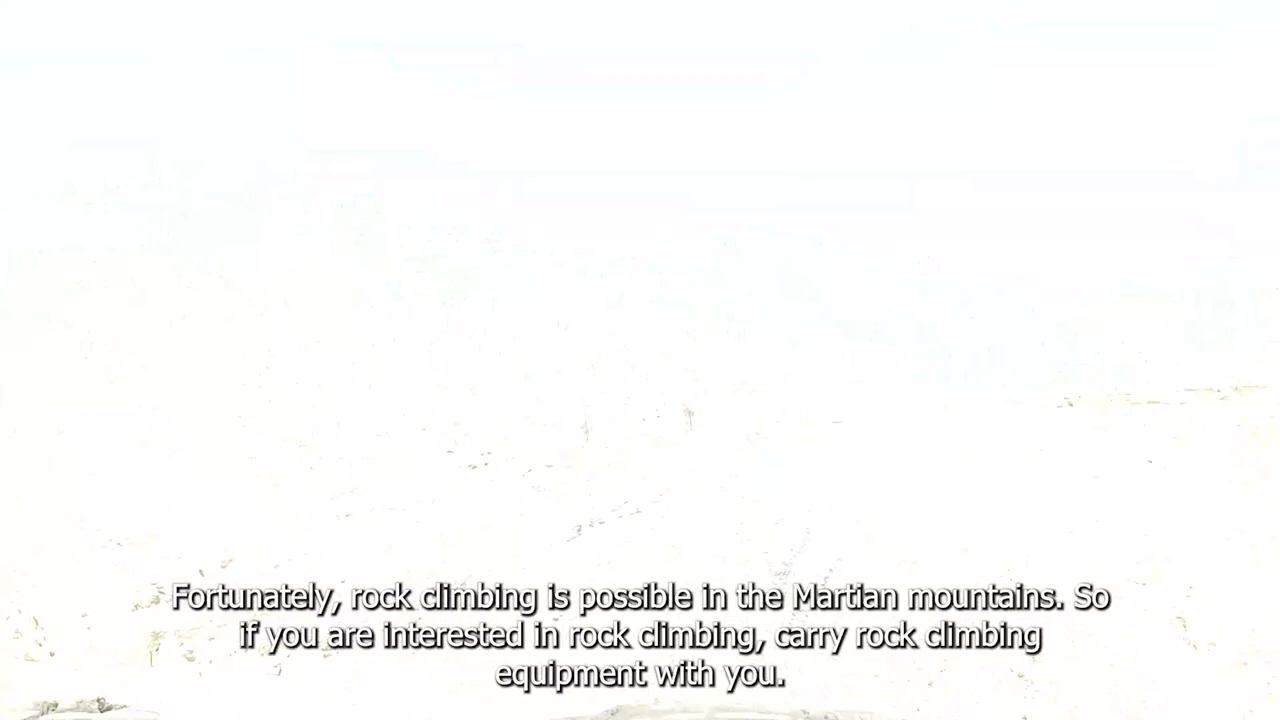 Fortunately, rock climbing is possible in the Martian mountains. So
if you are interested in rock climbing, carry rock climbing
equipment with you.